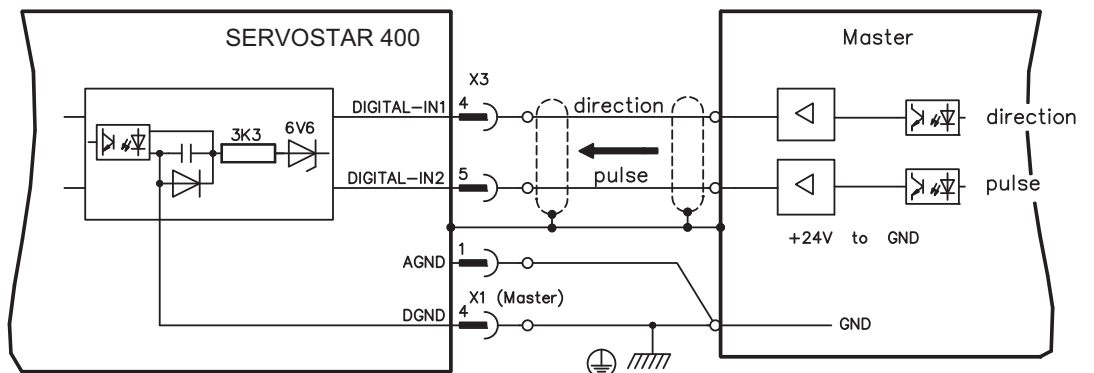 SERVOSTAR 400
Master
X3
DIGITAL-IN1
4
direction
direction
3K3
6V6
DIGITAL-IN2
5
pulse
pulse
+24V to GND
AGND
1
X1 (Master)
DGND
4
GND